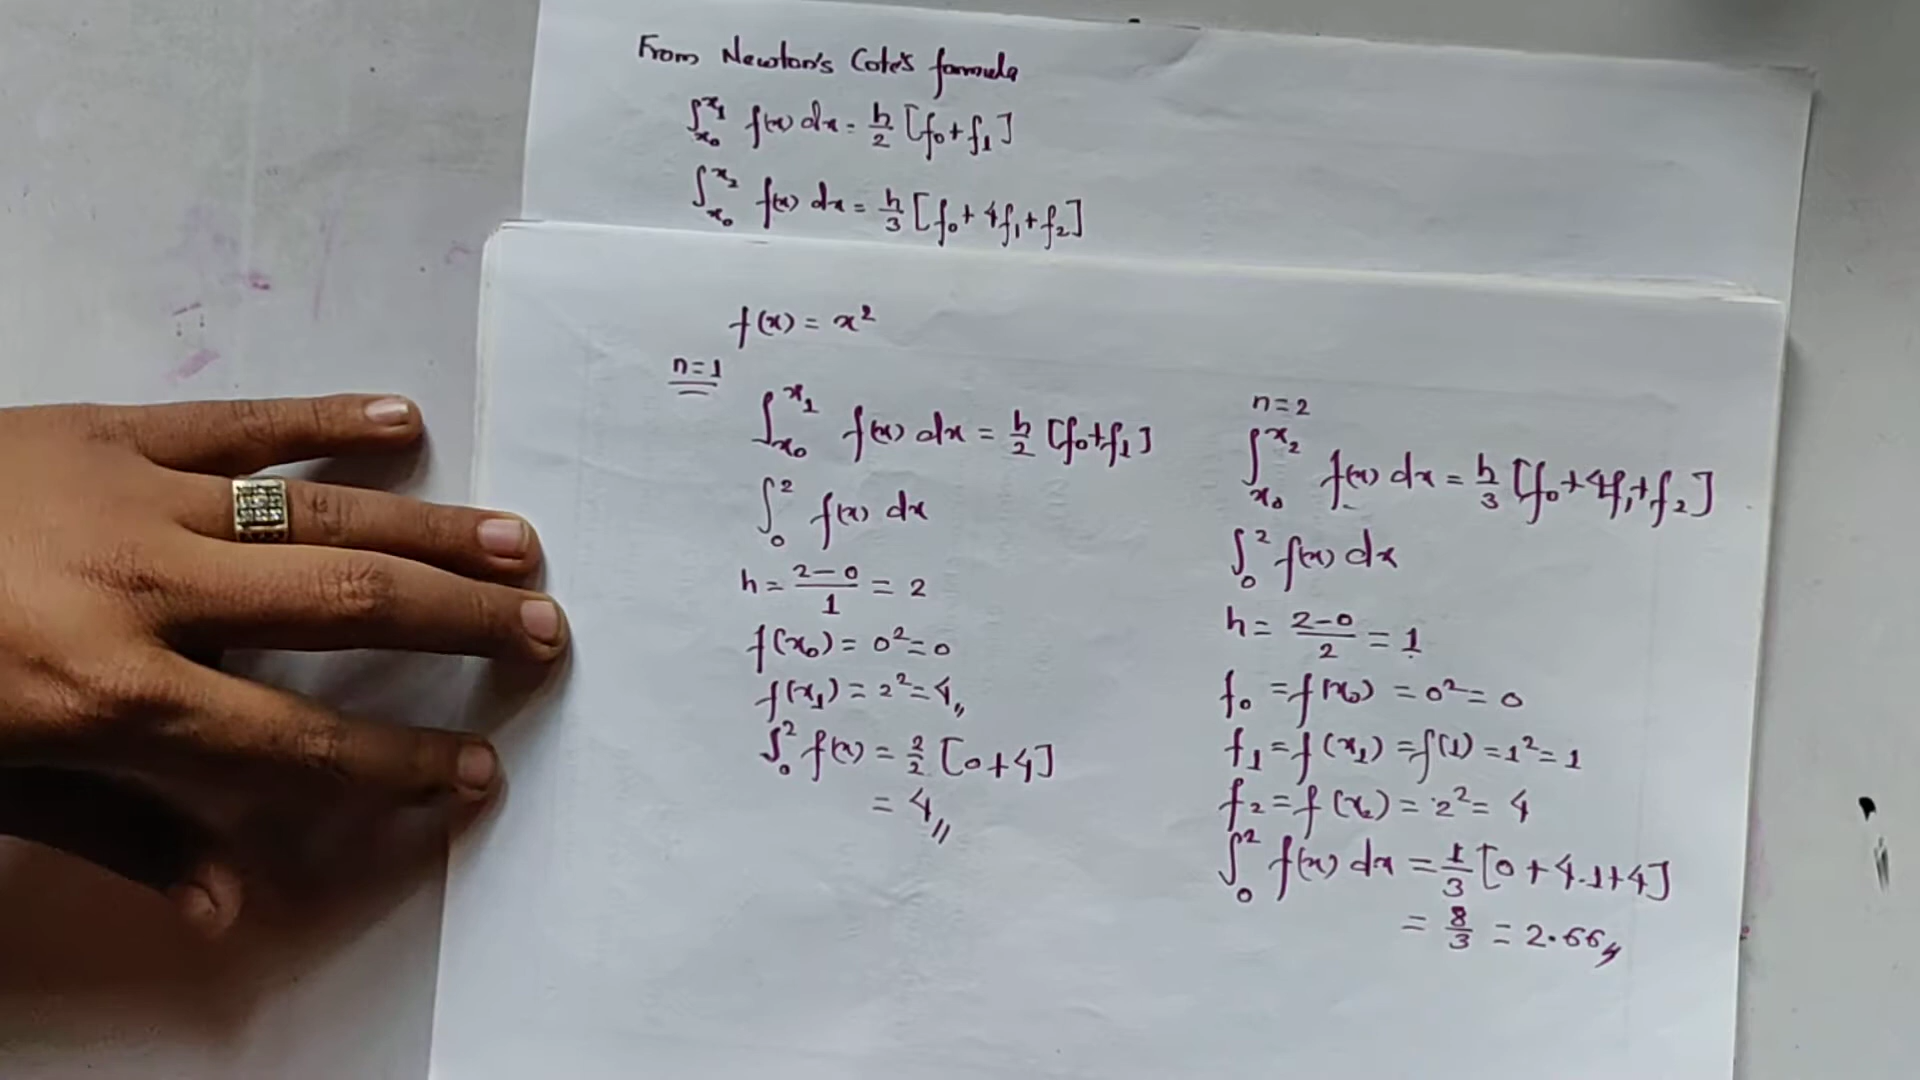 From Newton's Cote's formula
∫_{x₀}^{x₁} f(x) dx = h/2 [f₀+f₁]
∫_{x₀}^{x₂} f(x) dx = h/3 [f₀+4f₁+f₂]
f(x) = x²
n=1
∫_{x₀}^{x₁} f(x) dx = h/2 [f₀+f₁]
∫_0^2 f(x) dx
h = (2-0)/1 = 2
f(x₀) = 0² = 0
f(x₁) = 2² = 4,,
∫_0^2 f(x) = 2/2 [0+4]
= 4,,
n=2
∫_{x₀}^{x₂} f(x) dx = h/3 [f₀+4f₁+f₂]
∫_0^2 f(x) dx
h = (2-0)/2 = 1
f₀ = f(x₀) = 0² = 0
f₁ = f(x₁) = f(1) = 1² = 1
f₂ = f(x₂) = 2² = 4
∫_0^2 f(x) dx = 1/3 [0+4.1+4]
= 8/3 = 2.66,,